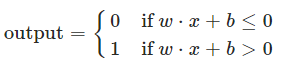 output = { 0 if w · x + b ≤ 0
1 if w · x + b > 0